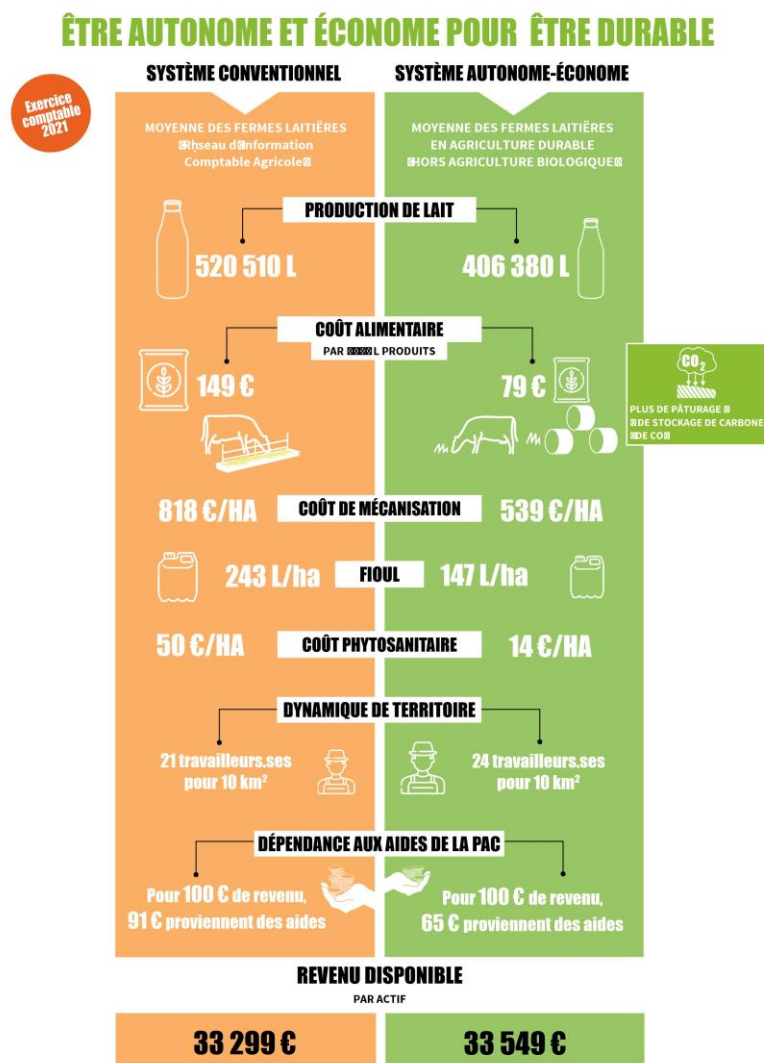 ÊTRE AUTONOME ET ÉCONOME POUR ÊTRE DURABLE
Exercice
comptable
2021
SYSTÈME CONVENTIONNEL
SYSTÈME AUTONOME-ÉCONOME
MOYENNE DES FERMES LAITIÈRES
Comptable Agricole
MOYENNE DES FERMES LAITIÈRES
EN AGRICULTURE DURABLE
HORS AGRICULTURE BIOLOGIQUE
PRODUCTION DE LAIT
520 510 L
406 380 L
COÛT ALIMENTAIRE
PAR L PRODUITS
149 €
79 €
CO₂
PLUS DE PÂTURAGE
DE STOCKAGE DE CARBONE
DE CO
818 €/HA
COÛT DE MÉCANISATION
539 €/HA
243 L/ha
FIOUL
147 L/ha
50 €/HA
COÛT PHYTOSANITAIRE
14 €/HA
DYNAMIQUE DE TERRITOIRE
21 travailleurs.ses
pour 10 km²
24 travailleurs.ses
pour 10 km²
DÉPENDANCE AUX AIDES DE LA PAC
Pour 100 € de revenu,
91 € proviennent des aides
Pour 100 € de revenu,
65 € proviennent des aides
REVENU DISPONIBLE
PAR ACTIF
33 299 €
33 549 €